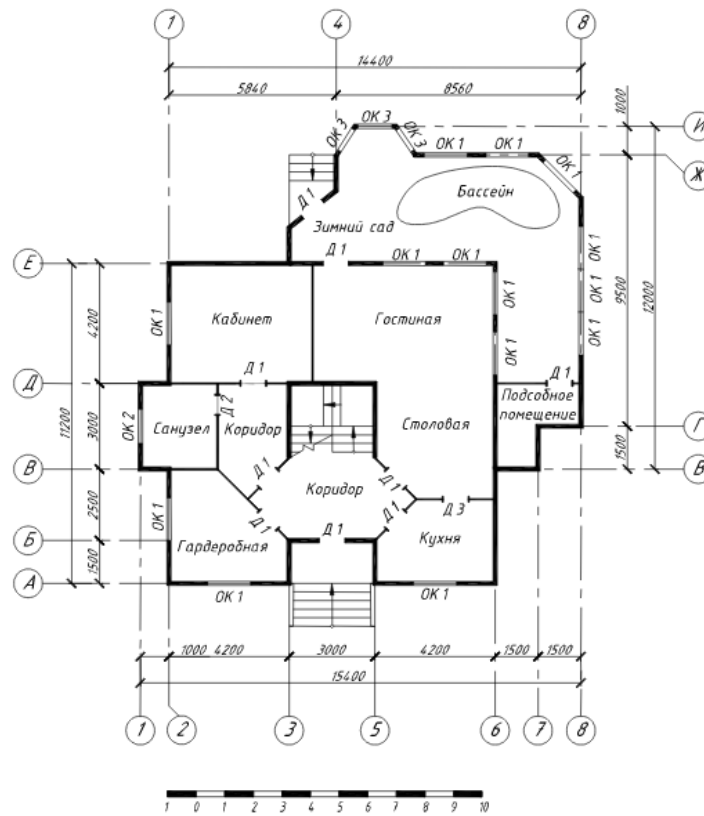 1 4 8
14400
5840 8560
1000
И
ОК 3
ОК 3
ОК 3
ОК 1
ОК 1
ОК 1
Ж
Бассейн
Д 1
Зимний сад
ОК 1
Д 1
Е
ОК 1
ОК 1
ОК 1
ОК 1
9500
12000
4200
ОК 1
Кабинет
Гостиная
ОК 1
ОК 1
Д
Д 1
Д 1
Подсобное
помещение
11200
3000
ОК 2
Санузел
Д 2
Коридор
Столовая
Г
1500
В
Д 1
Д 1
В
2500
ОК 1
Коридор
Д 3
Д 1
Д 1
Д 1
Кухня
Б
Гардеробная
1500
А
ОК 1
ОК 1
1000 4200 3000 4200 1500 1500
15400
1 2 3 5 6 7 8
1 0 1 2 3 4 5 6 7 8 9 10